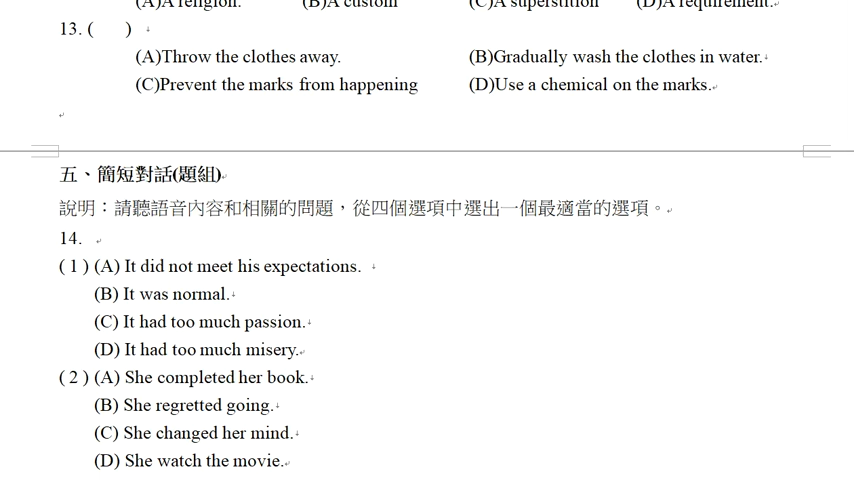 (A)A religion. (B)A custom (C)A superstition (D)A requirement.
13. ( )
(A)Throw the clothes away. (B)Gradually wash the clothes in water.
(C)Prevent the marks from happening (D)Use a chemical on the marks.
五、簡短對話(題組)
說明：請聽語音內容和相關的問題，從四個選項中選出一個最適當的選項。
14.
( 1 ) (A) It did not meet his expectations.
(B) It was normal.
(C) It had too much passion.
(D) It had too much misery.
( 2 ) (A) She completed her book.
(B) She regretted going.
(C) She changed her mind.
(D) She watch the movie.